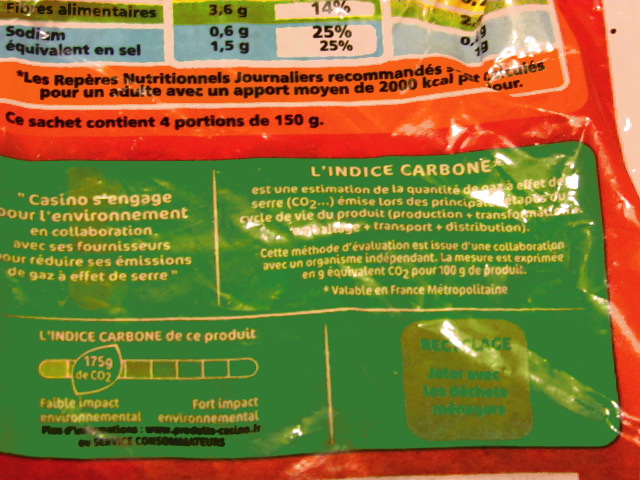 Fibres alimentaires 3,6 g 14%
Sodium 0,6 g 25%
équivalent en sel 1,5 g 25%
*Les Repères Nutritionnels Journaliers recommandés
pour un adulte avec un apport moyen de 2000 kcal par jour.
Ce sachet contient 4 portions de 150 g.
" Casino s'engage
pour l'environnement
en collaboration
avec ses fournisseurs
pour réduire ses émissions
de gaz à effet de serre "
L'INDICE CARBONE*
est une estimation de la quantité de gaz à effet de
serre (CO2...) émise lors des principales étapes du
cycle de vie du produit (production + transformation
emballage + transport + distribution).
Cette méthode d'évaluation est issue d'une collaboration
avec un organisme indépendant. La mesure est exprimée
en g équivalent CO2 pour 100 g de produit.
* Valable en France Métropolitaine
L'INDICE CARBONE de ce produit
175g
de CO2
Faible impact
environnemental
Fort impact
environnemental
Plus d'informations : www.produits-casino.fr
ou SERVICE CONSOMMATEURS
RECYCLAGE
Jeter avec
les déchets
ménagers